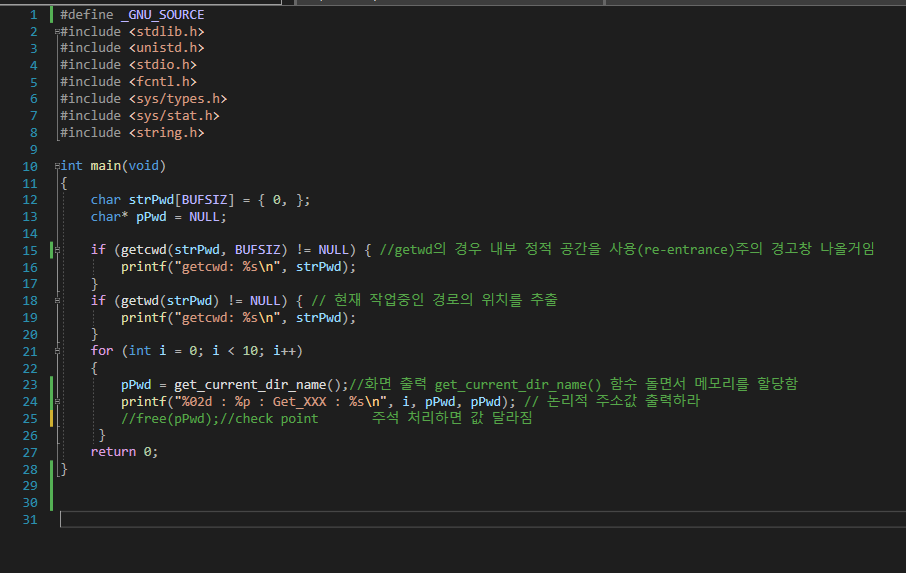 1 #define _GNU_SOURCE
2 #include <stdlib.h>
3 #include <unistd.h>
4 #include <stdio.h>
5 #include <fcntl.h>
6 #include <sys/types.h>
7 #include <sys/stat.h>
8 #include <string.h>
9
10 int main(void)
11 {
12 char strPwd[BUFSIZ] = { 0, };
13 char* pPwd = NULL;
14
15 if (getcwd(strPwd, BUFSIZ) != NULL) { //getwd의 경우 내부 정적 공간을 사용(re-entrance)주의 경고창 나올거임
16 printf("getcwd: %s\n", strPwd);
17 }
18 if (getwd(strPwd) != NULL) { // 현재 작업중인 경로의 위치를 추출
19 printf("getcwd: %s\n", strPwd);
20 }
21 for (int i = 0; i < 10; i++)
22 {
23 pPwd = get_current_dir_name();//화면 출력 get_current_dir_name() 함수 돌면서 메모리를 할당함
24 printf("%02d : %p : Get_XXX : %s\n", i, pPwd, pPwd); // 논리적 주소값 출력하라
25 //free(pPwd);//check point 주석 처리하면 값 달라짐
26 }
27 return 0;
28 }
29
30
31